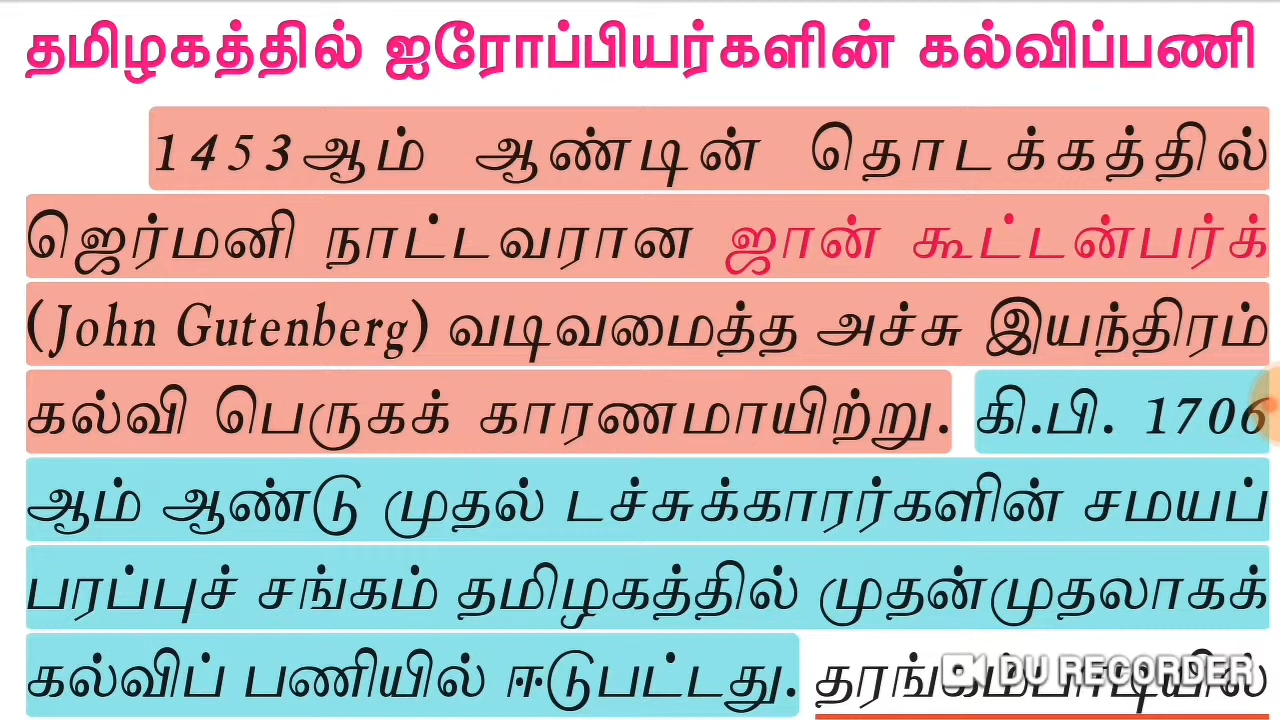 தமிழகத்தில் ஐரோப்பியர்களின் கல்விப்பணி
1453ஆம் ஆண்டின் தொடக்கத்தில்
ஜெர்மனி நாட்டவரான ஜான் கூட்டன்பர்க்
(John Gutenberg) வடிவமைத்த அச்சு இயந்திரம்
கல்வி பெருகக் காரணமாயிற்று. கி.பி. 1706
ஆம் ஆண்டு முதல் டச்சுக்காரர்களின் சமயப்
பரப்புச் சங்கம் தமிழகத்தில் முதன்முதலாகக்
கல்விப் பணியில் ஈடுபட்டது. தரங்கம்பாடியில்
DU RECORDER